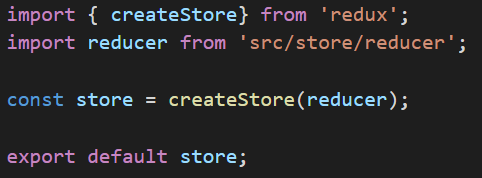 import { createStore} from 'redux';
import reducer from 'src/store/reducer';
const store = createStore(reducer);
export default store;